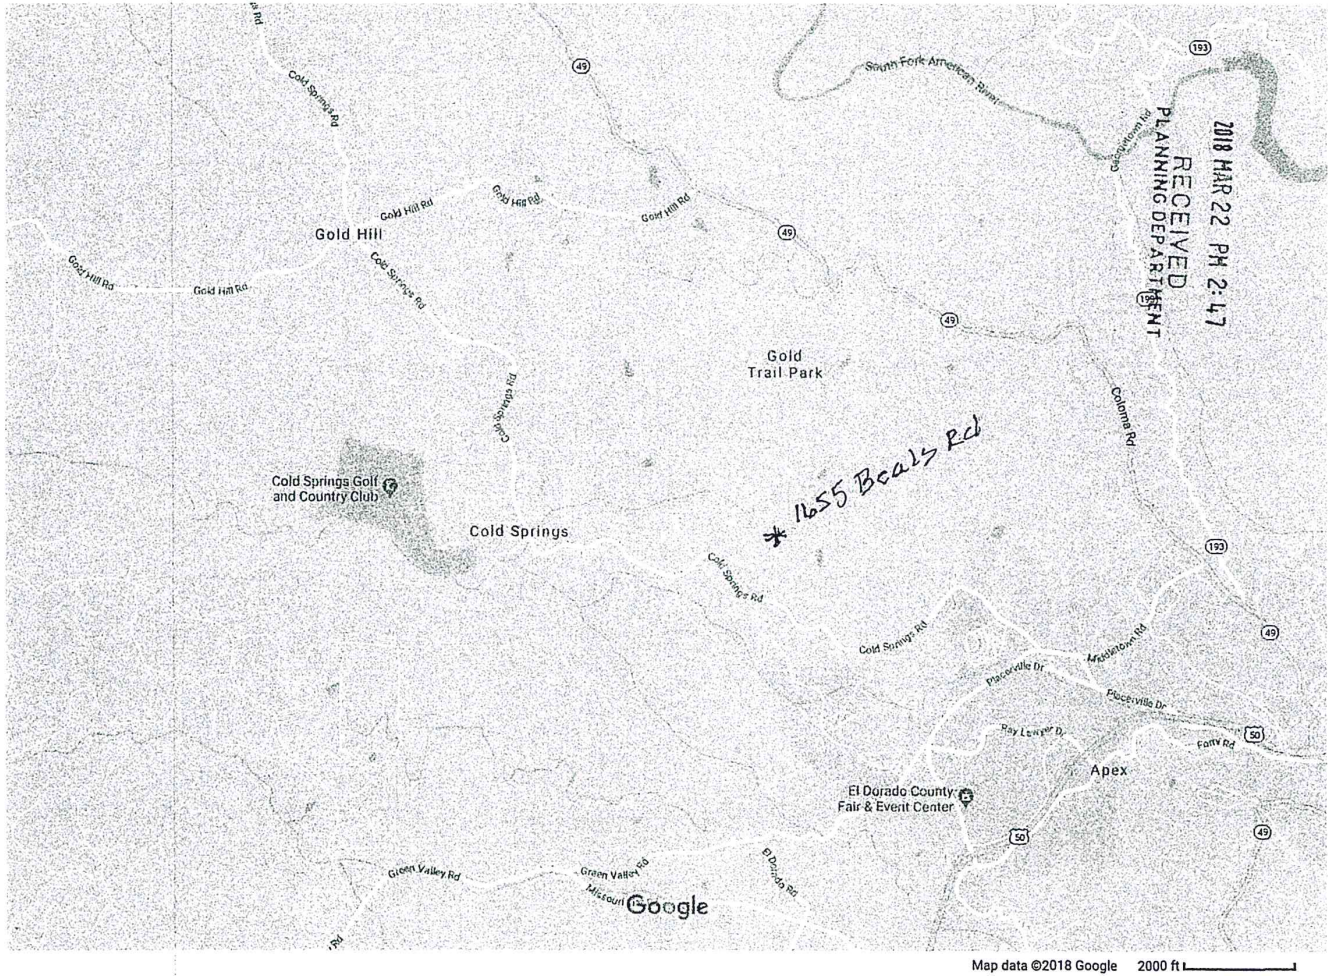 Cold Springs Rd
49
South Fork American River
193
Georgetown Rd
2018 MAR 22 PM 2:47
RECEIVED
PLANNING DEPARTMENT
Gold Hill Rd
Gold Hill Rd
Gold Hill Rd
Gold Hill
49
Gold Hill Rd
Gold Hill Rd
Cold Springs Rd
49
Gold
Trail Park
Cold Springs Rd
Coloma Rd
* 1655 Bealy Rd
Cold Springs Golf
and Country Club
Cold Springs
193
Cold Springs Rd
Cold Springs Rd
Middletown Rd
49
Placerville Dr
Placerville Dr
Ray Lawyer Dr
50
Forni Rd
Apex
El Dorado County
Fair & Event Center
50
49
Green Valley Rd
Green Valley Rd
El Dorado Rd
Missouri
Google
Rd
Map data ©2018 Google 2000 ft